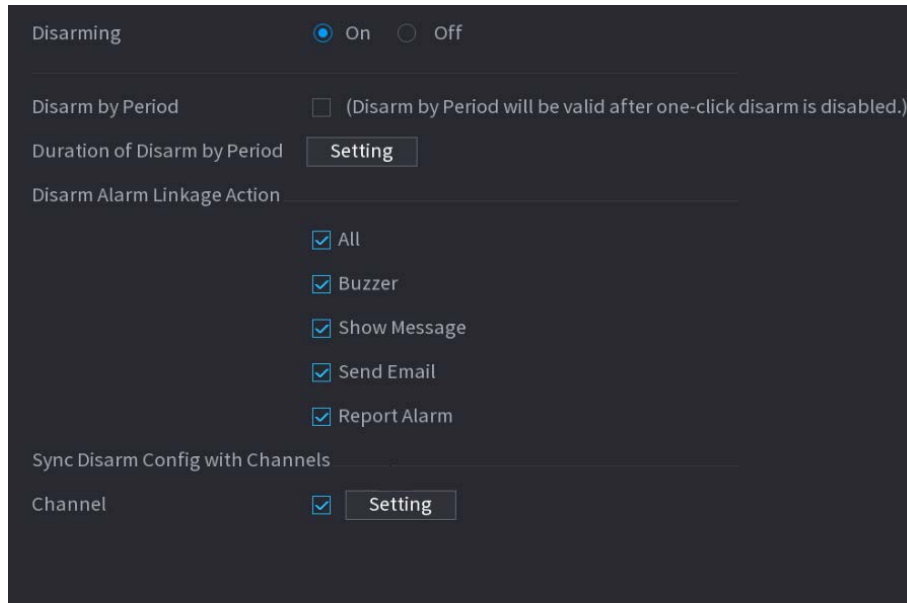 Disarming On Off
Disarm by Period (Disarm by Period will be valid after one-click disarm is disabled.)
Duration of Disarm by Period Setting
Disarm Alarm Linkage Action
All
Buzzer
Show Message
Send Email
Report Alarm
Sync Disarm Config with Channels
Channel Setting